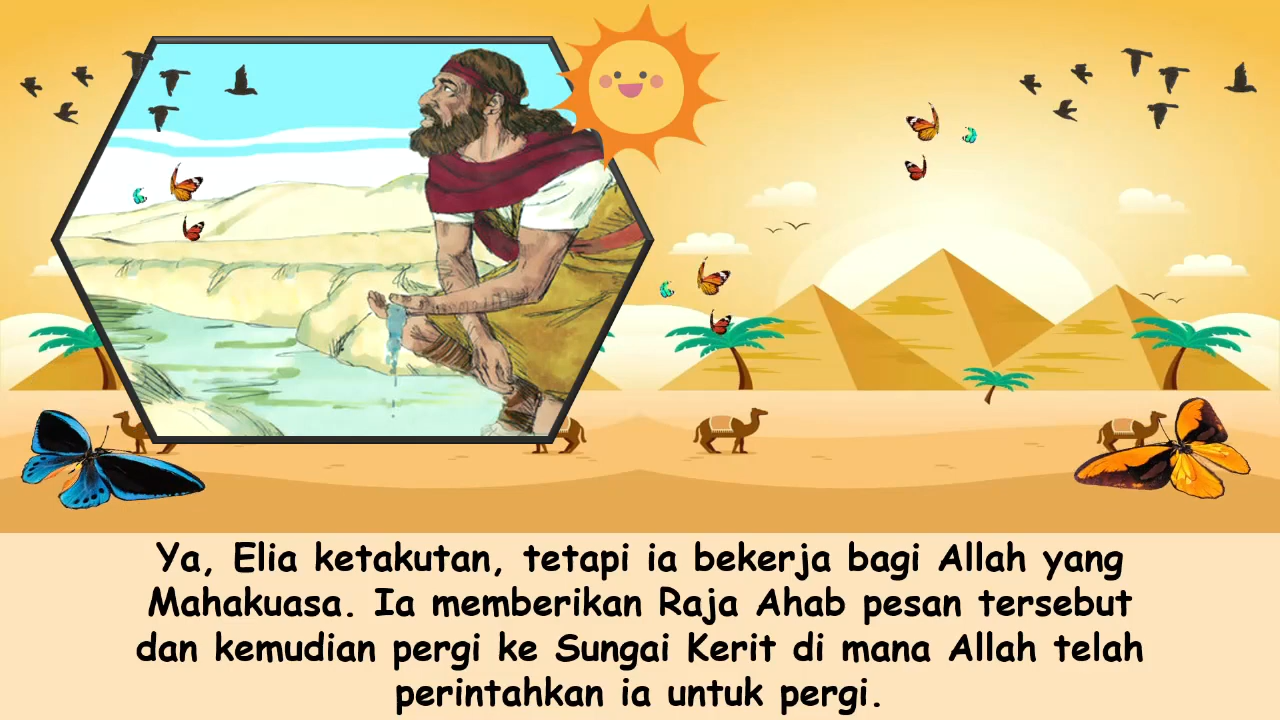 Ya, Elia ketakutan, tetapi ia bekerja bagi Allah yang
Mahakuasa. Ia memberikan Raja Ahab pesan tersebut
dan kemudian pergi ke Sungai Kerit di mana Allah telah
perintahkan ia untuk pergi.